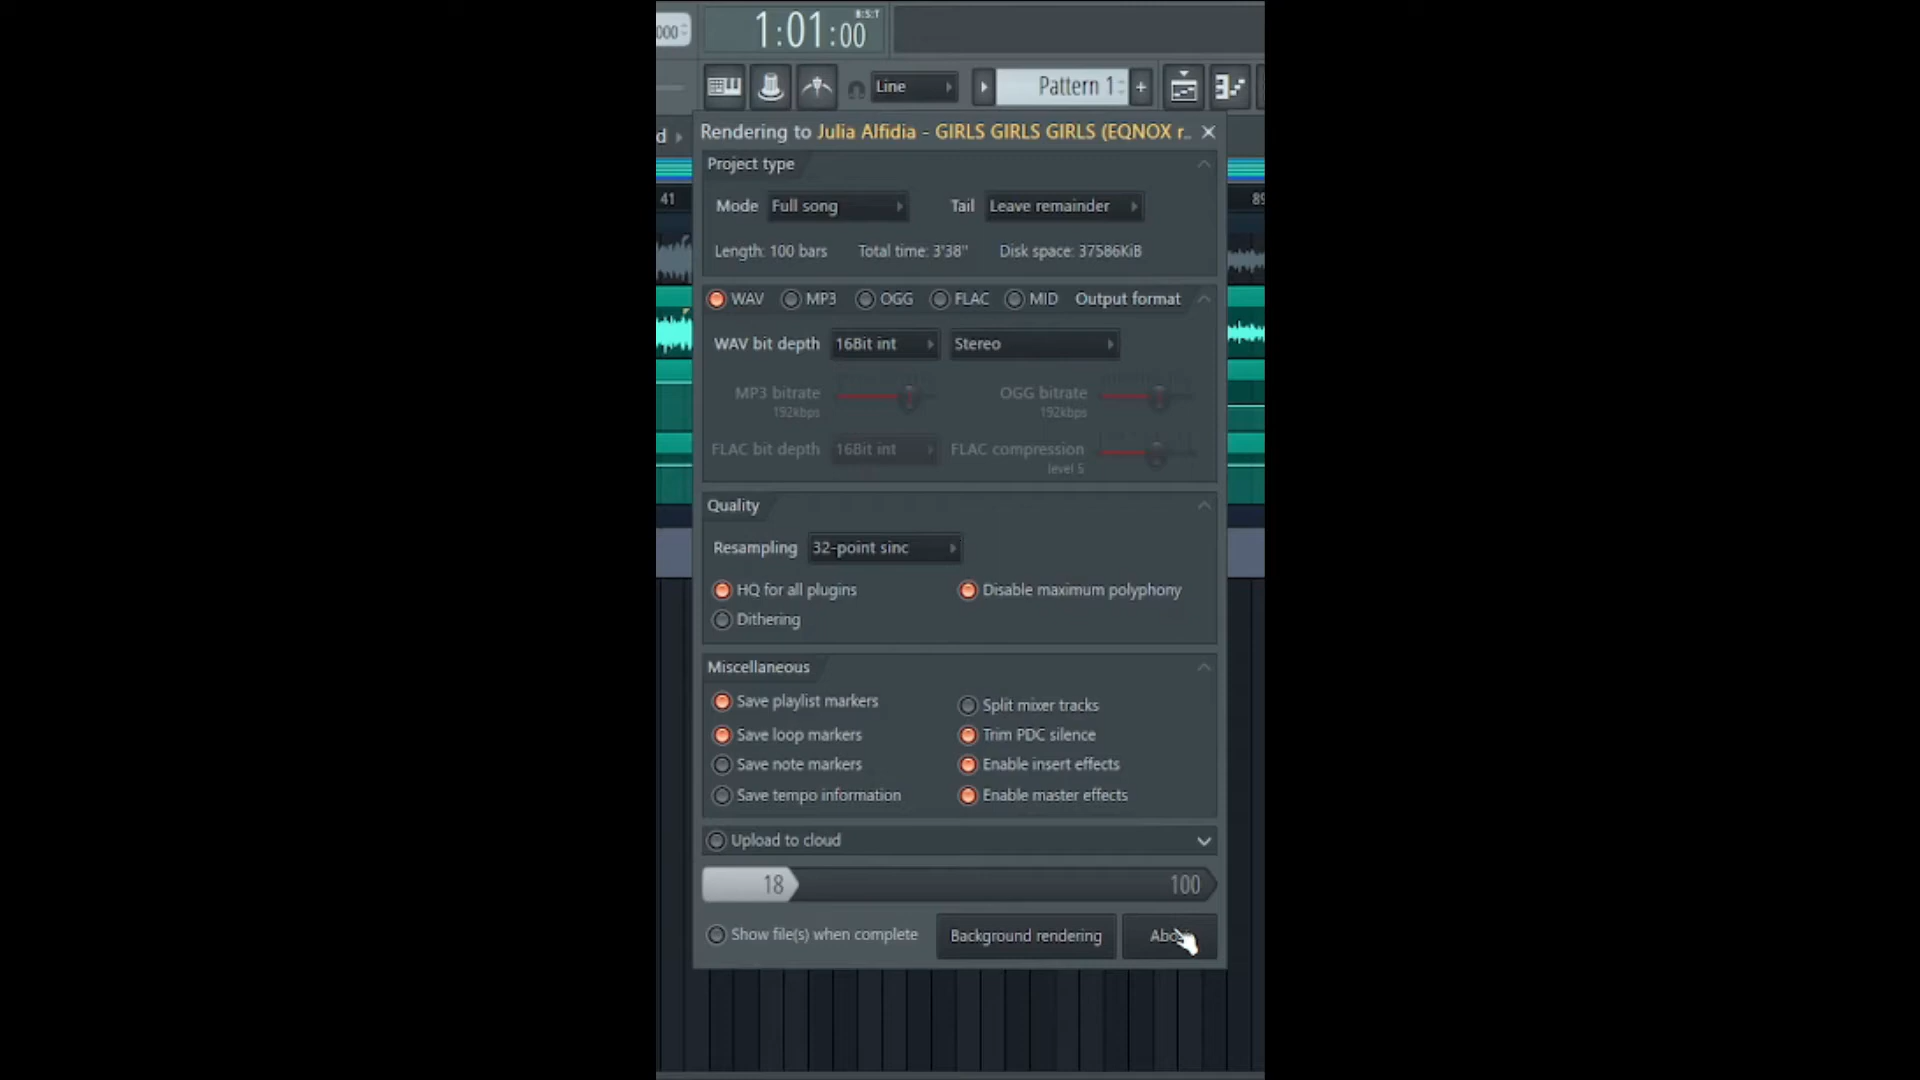 000
1:01:00
B:S:T
Line
Pattern 1
+
d
Rendering to Julia Alfidia - GIRLS GIRLS GIRLS (EQNOX r..
Project type
41
89
Mode Full song
Tail Leave remainder
Length: 100 bars Total time: 3'38" Disk space: 37586KiB
WAV MP3 OGG FLAC MID Output format
WAV bit depth 16Bit int Stereo
MP3 bitrate
192kbps
OGG bitrate
192kbps
FLAC bit depth 16Bit int
FLAC compression
level 5
Quality
Resampling 32-point sinc
HQ for all plugins
Disable maximum polyphony
Dithering
Miscellaneous
Save playlist markers
Split mixer tracks
Save loop markers
Trim PDC silence
Save note markers
Enable insert effects
Save tempo information
Enable master effects
Upload to cloud
18 100
Show file(s) when complete
Background rendering
Abo